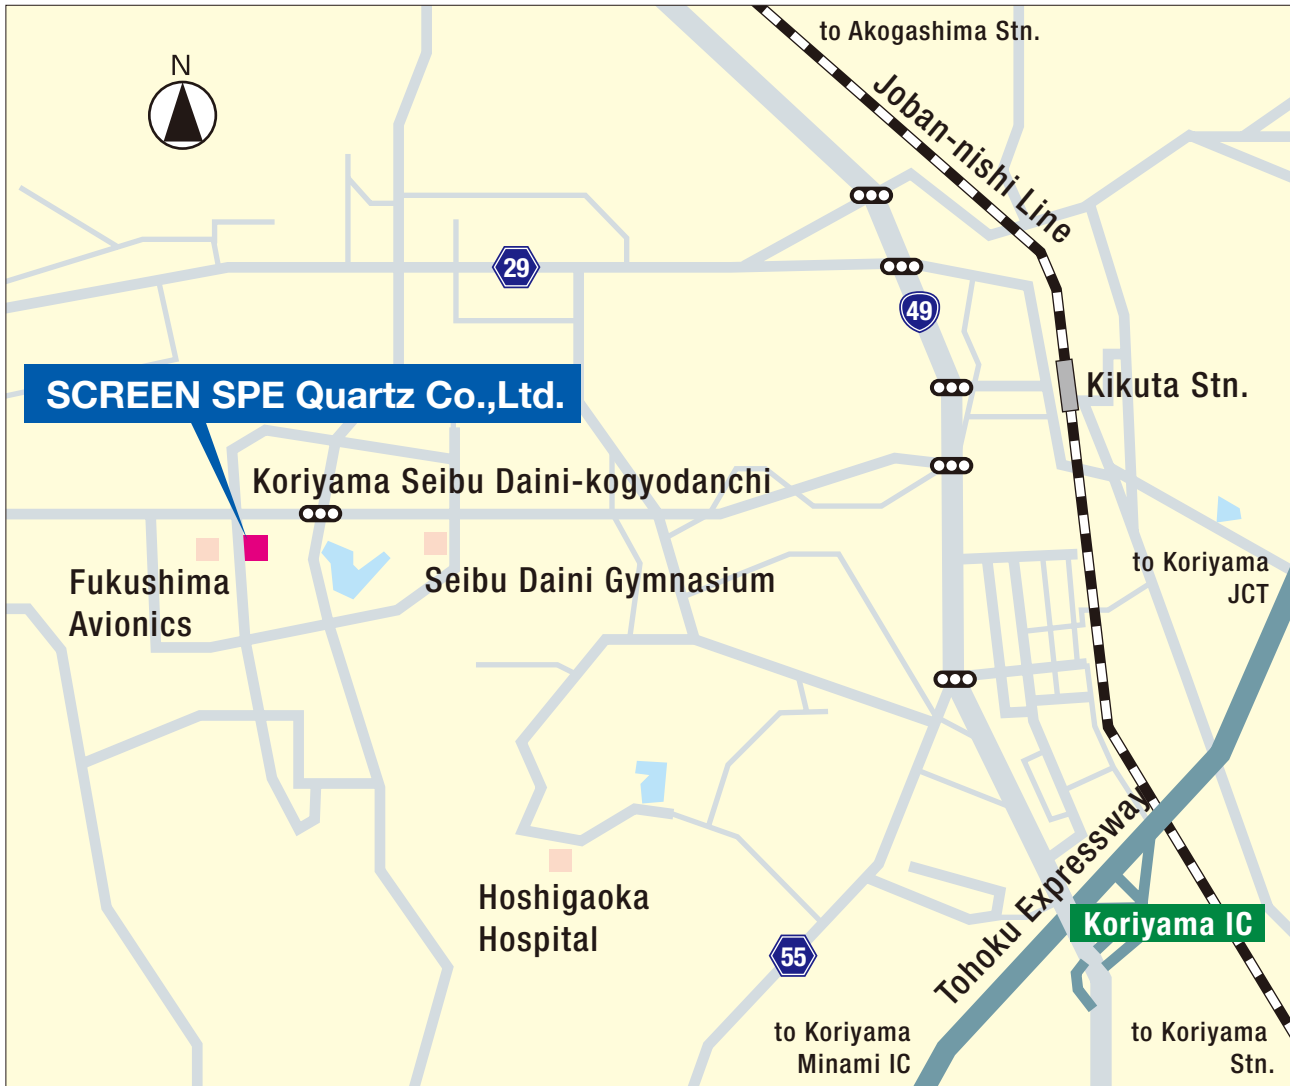 to Akogashima Stn.
N
Joban-nishi Line
29
49
SCREEN SPE Quartz Co.,Ltd.
Kikuta Stn.
Koriyama Seibu Daini-kogyodanchi
Fukushima
Avionics
Seibu Daini Gymnasium
to Koriyama
JCT
Tohoku Expressway
Hoshigaoka
Hospital
Koriyama IC
55
to Koriyama
Minami IC
to Koriyama
Stn.